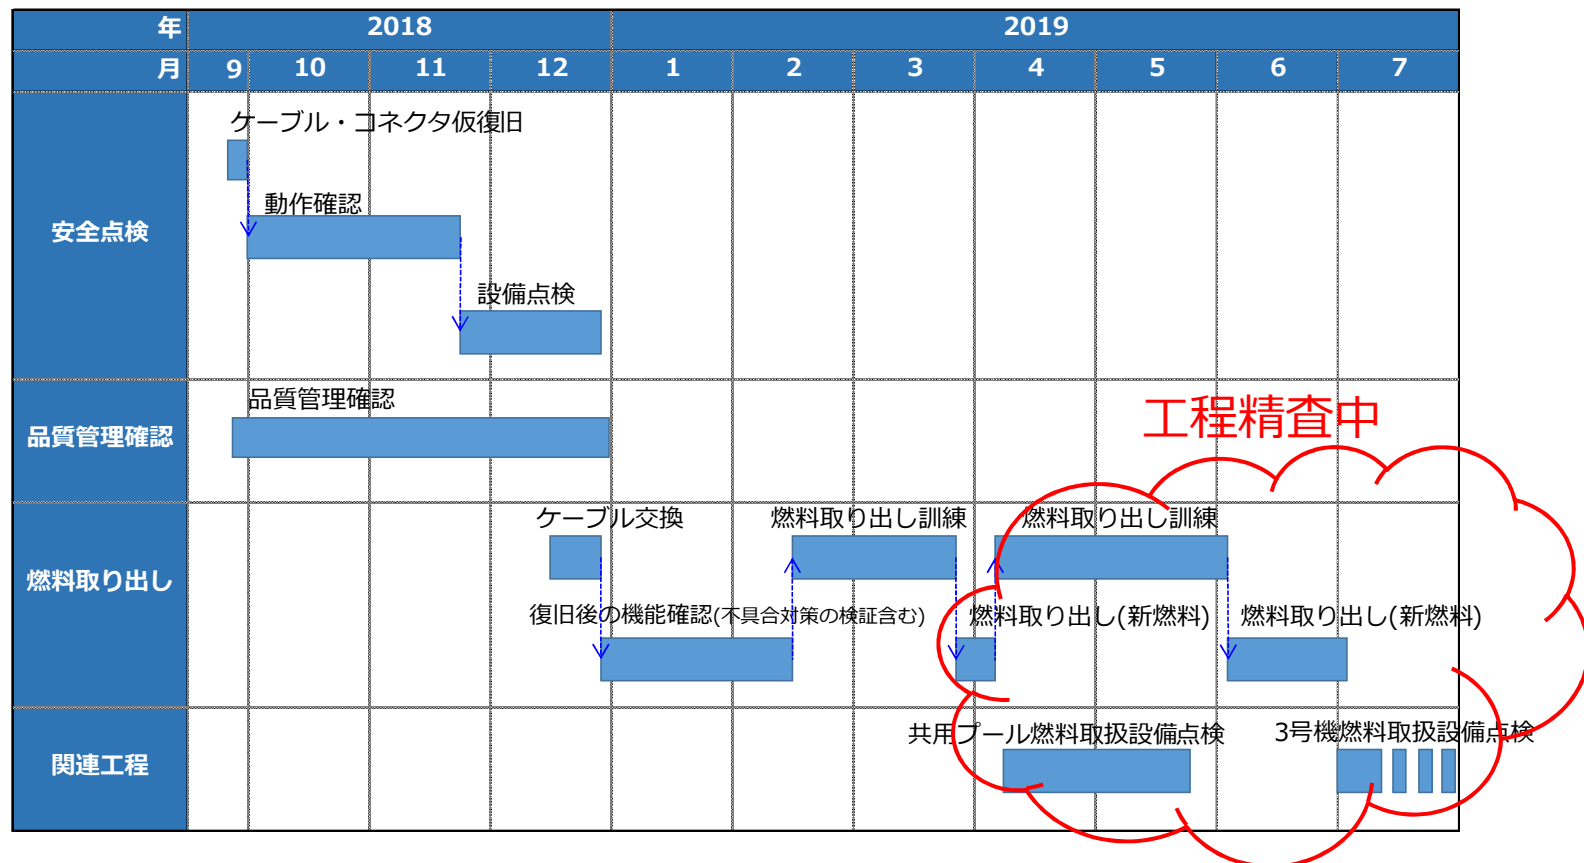 年 2018 2019
月 9 10 11 12 1 2 3 4 5 6 7
安全点検
ケーブル・コネクタ仮復旧
動作確認
設備点検
品質管理確認
品質管理確認
工程精査中
燃料取り出し
ケーブル交換 燃料取り出し訓練 燃料取り出し訓練
復旧後の機能確認(不具合対策の検証含む) 燃料取り出し(新燃料) 燃料取り出し(新燃料)
関連工程
共用プール燃料取扱設備点検 3号機燃料取扱設備点検